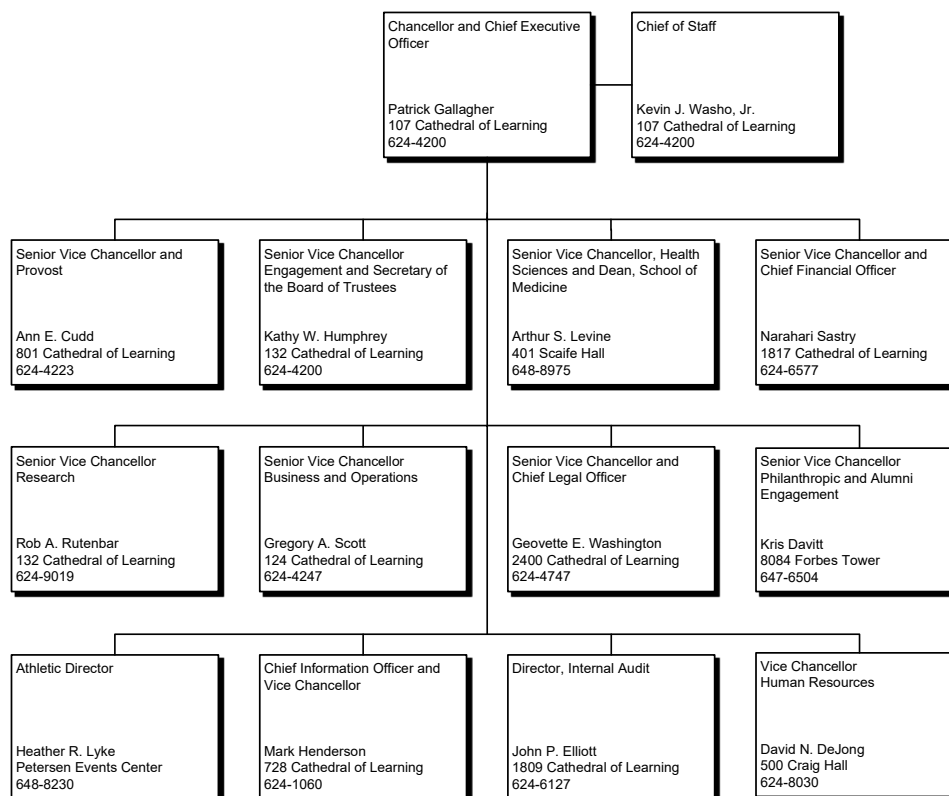 Chancellor and Chief Executive
Officer
Patrick Gallagher
107 Cathedral of Learning
624-4200
Chief of Staff
Kevin J. Washo, Jr.
107 Cathedral of Learning
624-4200
Senior Vice Chancellor and
Provost
Ann E. Cudd
801 Cathedral of Learning
624-4223
Senior Vice Chancellor
Engagement and Secretary of
the Board of Trustees
Kathy W. Humphrey
132 Cathedral of Learning
624-4200
Senior Vice Chancellor, Health
Sciences and Dean, School of
Medicine
Arthur S. Levine
401 Scaife Hall
648-8975
Senior Vice Chancellor and
Chief Financial Officer
Narahari Sastry
1817 Cathedral of Learning
624-6577
Senior Vice Chancellor
Research
Rob A. Rutenbar
132 Cathedral of Learning
624-9019
Senior Vice Chancellor
Business and Operations
Gregory A. Scott
124 Cathedral of Learning
624-4247
Senior Vice Chancellor and
Chief Legal Officer
Geovette E. Washington
2400 Cathedral of Learning
624-4747
Senior Vice Chancellor
Philanthropic and Alumni
Engagement
Kris Davitt
8084 Forbes Tower
647-6504
Athletic Director
Heather R. Lyke
Petersen Events Center
648-8230
Chief Information Officer and
Vice Chancellor
Mark Henderson
728 Cathedral of Learning
624-1060
Director, Internal Audit
John P. Elliott
1809 Cathedral of Learning
624-6127
Vice Chancellor
Human Resources
David N. DeJong
500 Craig Hall
624-8030